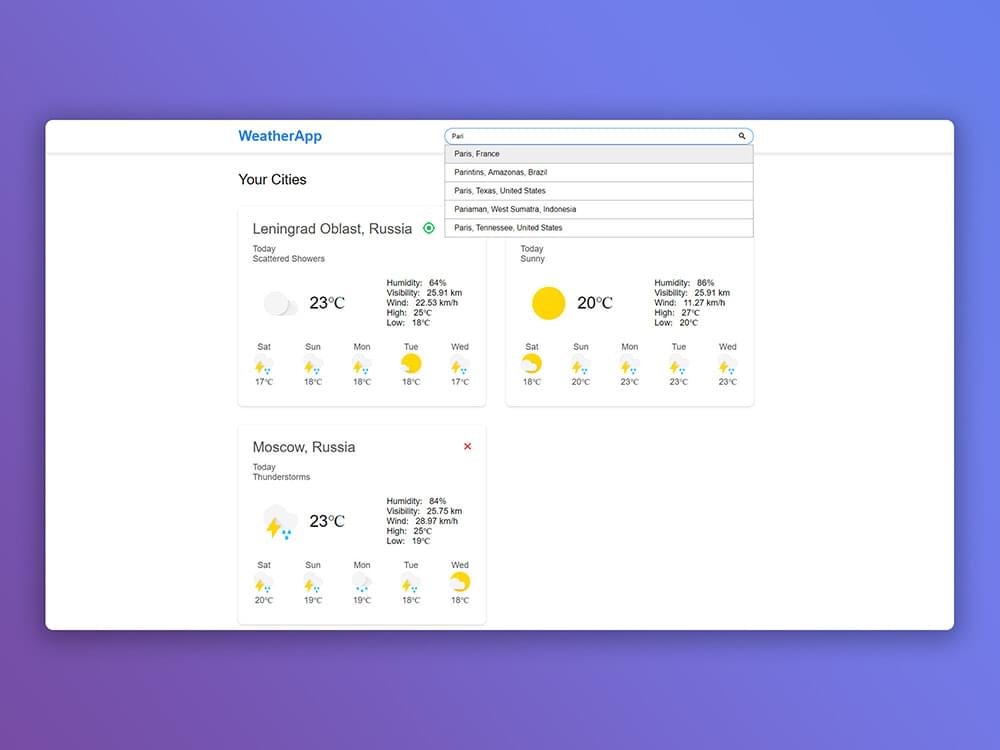 WeatherApp
Pari
Paris, France
Parintins, Amazonas, Brazil
Paris, Texas, United States
Pariaman, West Sumatra, Indonesia
Paris, Tennessee, United States
Your Cities
Leningrad Oblast, Russia
Today
Scattered Showers
23°C
Humidity: 64%
Visibility: 25.91 km
Wind: 22.53 km/h
High: 25°C
Low: 18°C
Sat Sun Mon Tue Wed
17°C 18°C 18°C 18°C 17°C
Today
Sunny
20°C
Humidity: 86%
Visibility: 25.91 km
Wind: 11.27 km/h
High: 27°C
Low: 20°C
Sat Sun Mon Tue Wed
18°C 20°C 23°C 23°C 23°C
Moscow, Russia
Today
Thunderstorms
23°C
Humidity: 84%
Visibility: 25.75 km
Wind: 28.97 km/h
High: 25°C
Low: 19°C
Sat Sun Mon Tue Wed
20°C 19°C 19°C 18°C 18°C